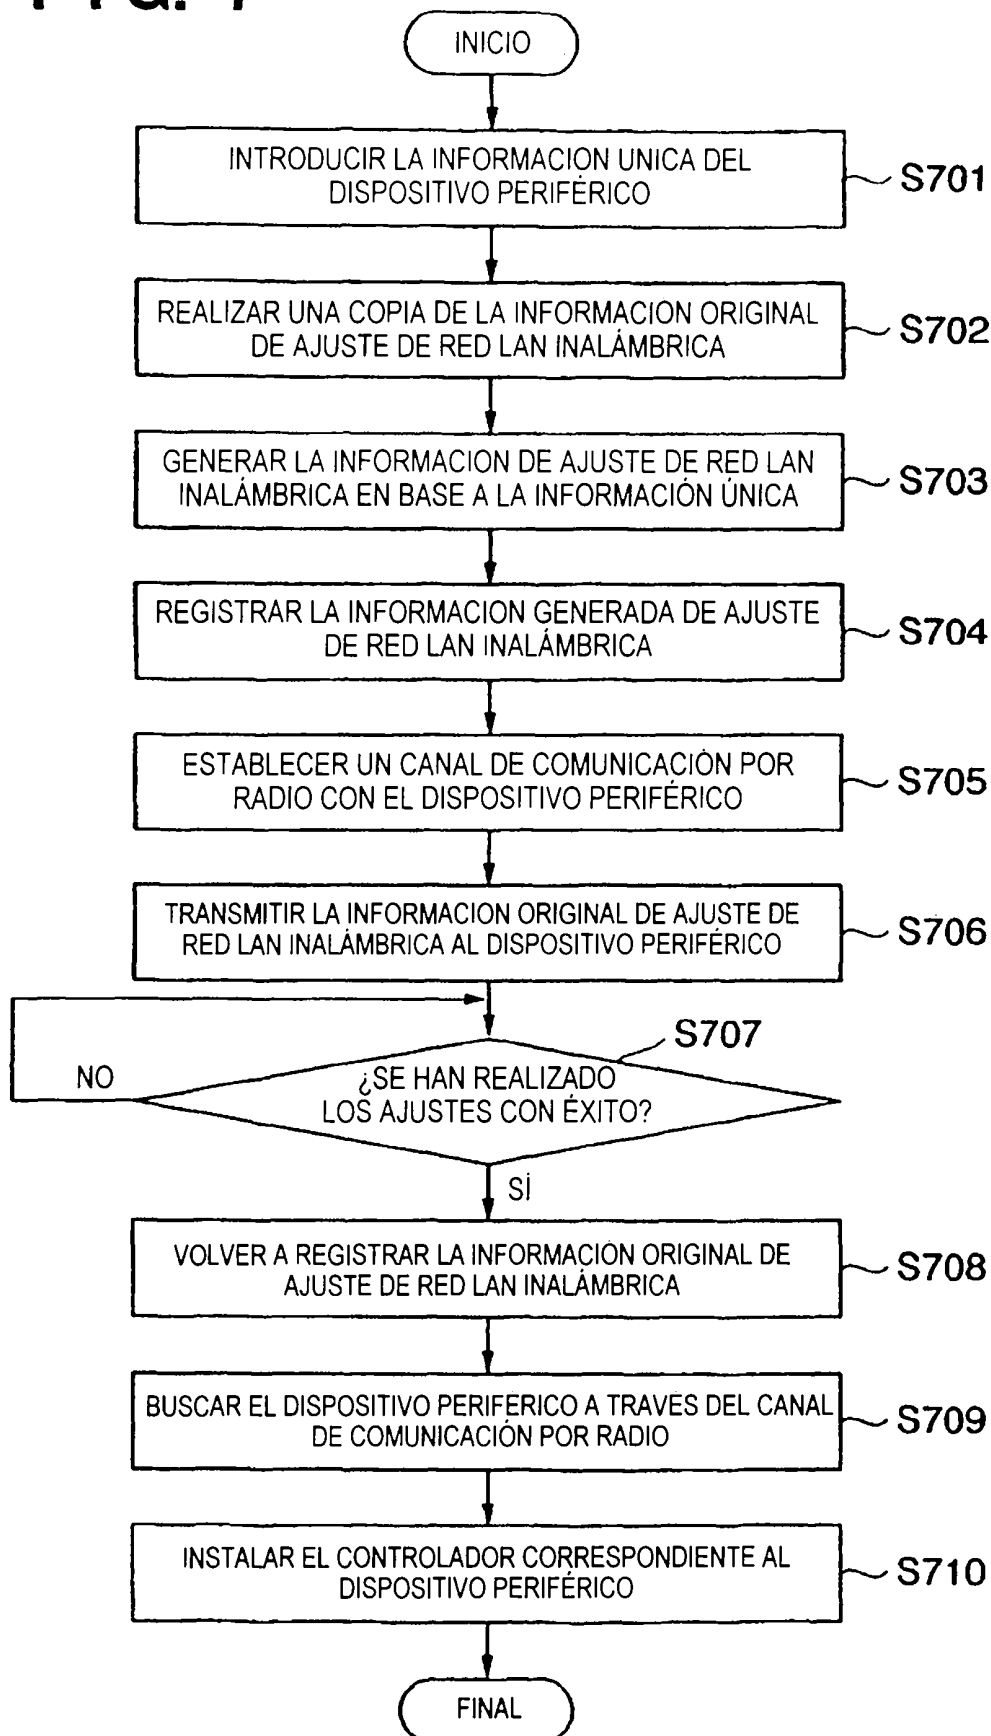 FIG. 7
INICIO
INTRODUCIR LA INFORMACION UNICA DEL
DISPOSITIVO PERIFÉRICO
S701
REALIZAR UNA COPIA DE LA INFORMACION ORIGINAL
DE AJUSTE DE RED LAN INALÁMBRICA
S702
GENERAR LA INFORMACION DE AJUSTE DE RED LAN
INALÁMBRICA EN BASE A LA INFORMACIÓN ÚNICA
S703
REGISTRAR LA INFORMACION GENERADA DE AJUSTE
DE RED LAN INALÁMBRICA
S704
ESTABLECER UN CANAL DE COMUNICACIÓN POR
RADIO CON EL DISPOSITIVO PERIFÉRICO
S705
TRANSMITIR LA INFORMACION ORIGINAL DE AJUSTE DE
RED LAN INALÁMBRICA AL DISPOSITIVO PERIFÉRICO
S706
S707
NO
¿SE HAN REALIZADO
LOS AJUSTES CON ÉXITO?
SÍ
VOLVER A REGISTRAR LA INFORMACIÓN ORIGINAL DE
AJUSTE DE RED LAN INALÁMBRICA
S708
BUSCAR EL DISPOSITIVO PERIFÉRICO A TRAVÉS DEL CANAL
DE COMUNICACIÓN POR RADIO
S709
INSTALAR EL CONTROLADOR CORRESPONDIENTE AL
DISPOSITIVO PERIFÉRICO
S710
FINAL